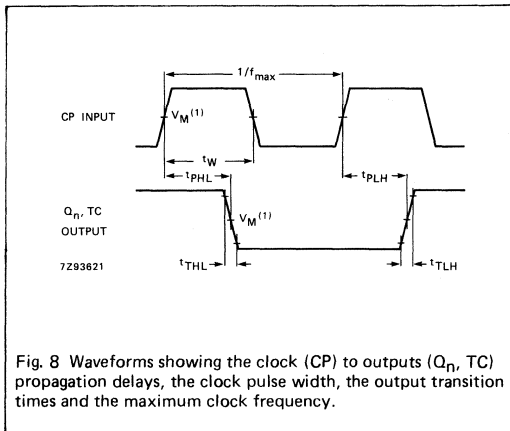 1/fmax
CP INPUT
VM(1)
tW
tPHL
tPLH
Qn, TC
OUTPUT
VM(1)
7Z93621
tTHL
tTLH
Fig. 8 Waveforms showing the clock (CP) to outputs (Qn, TC)
propagation delays, the clock pulse width, the output transition
times and the maximum clock frequency.